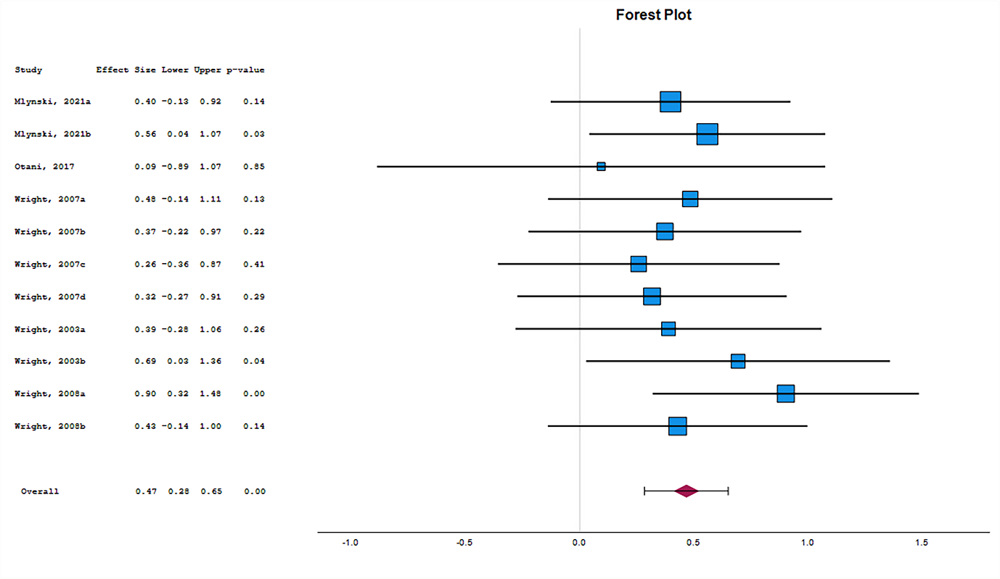 Forest Plot
Study Effect Size Lower Upper p-value
Mlynski, 2021a 0.40 -0.13 0.92 0.14
Mlynski, 2021b 0.56 0.04 1.07 0.03
Otani, 2017 0.09 -0.89 1.07 0.85
Wright, 2007a 0.48 -0.14 1.11 0.13
Wright, 2007b 0.37 -0.22 0.97 0.22
Wright, 2007c 0.26 -0.36 0.87 0.41
Wright, 2007d 0.32 -0.27 0.91 0.29
Wright, 2003a 0.39 -0.28 1.06 0.26
Wright, 2003b 0.69 0.03 1.36 0.04
Wright, 2008a 0.90 0.32 1.48 0.00
Wright, 2008b 0.43 -0.14 1.00 0.14
Overall 0.47 0.28 0.65 0.00
-1.0 -0.5 0.0 0.5 1.0 1.5